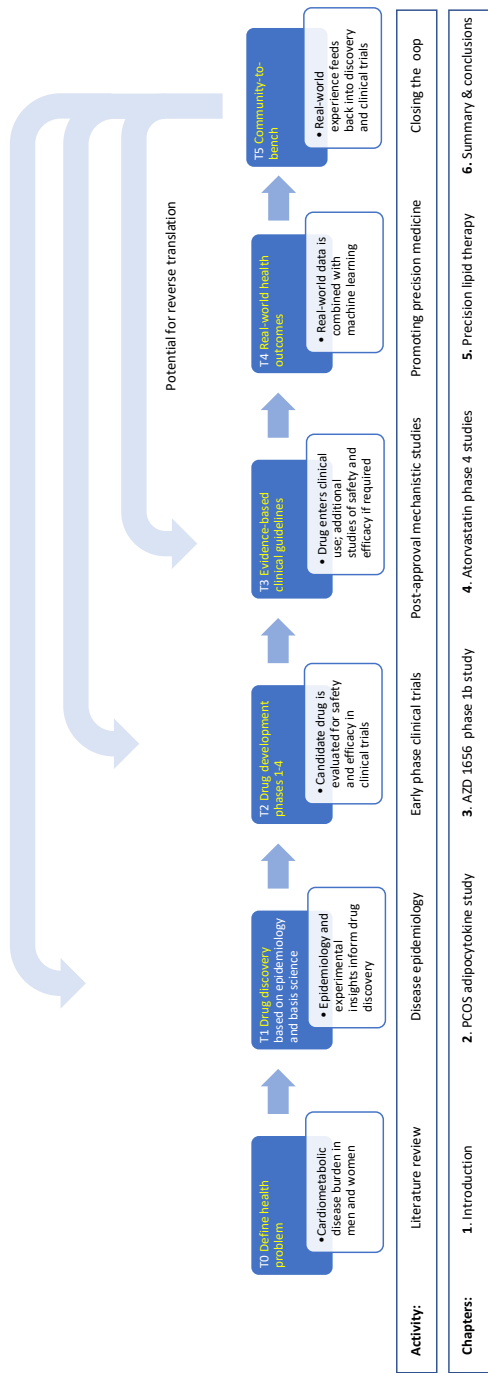 Potential for reverse translation
T0 Define health
problem
•Cardiometabolic
disease burden in
men and women
T1 Drug discovery
based on epidemiology
and basis science
• Epidemiology and
experimental
insights inform drug
discovery
T2 Drug development
phases 1-4
• Candidate drug is
evaluated for safety
and efficacy in
clinical trials
T3 Evidence-based
clinical guidelines
• Drug enters clinical
use; additional
studies of safety and
efficacy if required
T4 Real-world health
outcomes
• Real-world data is
combined with
machine learning
T5 Community-to-
bench
• Real-world
experience feeds
back into discovery
and clinical trials
Activity: Literature review Disease epidemiology Early phase clinical trials Post-approval mechanistic studies Promoting precision medicine Closing the oop
Chapters: 1. Introduction 2. PCOS adipocytokine study 3. AZD 1656 phase 1b study 4. Atorvastatin phase 4 studies 5. Precision lipid therapy 6. Summary & conclusions